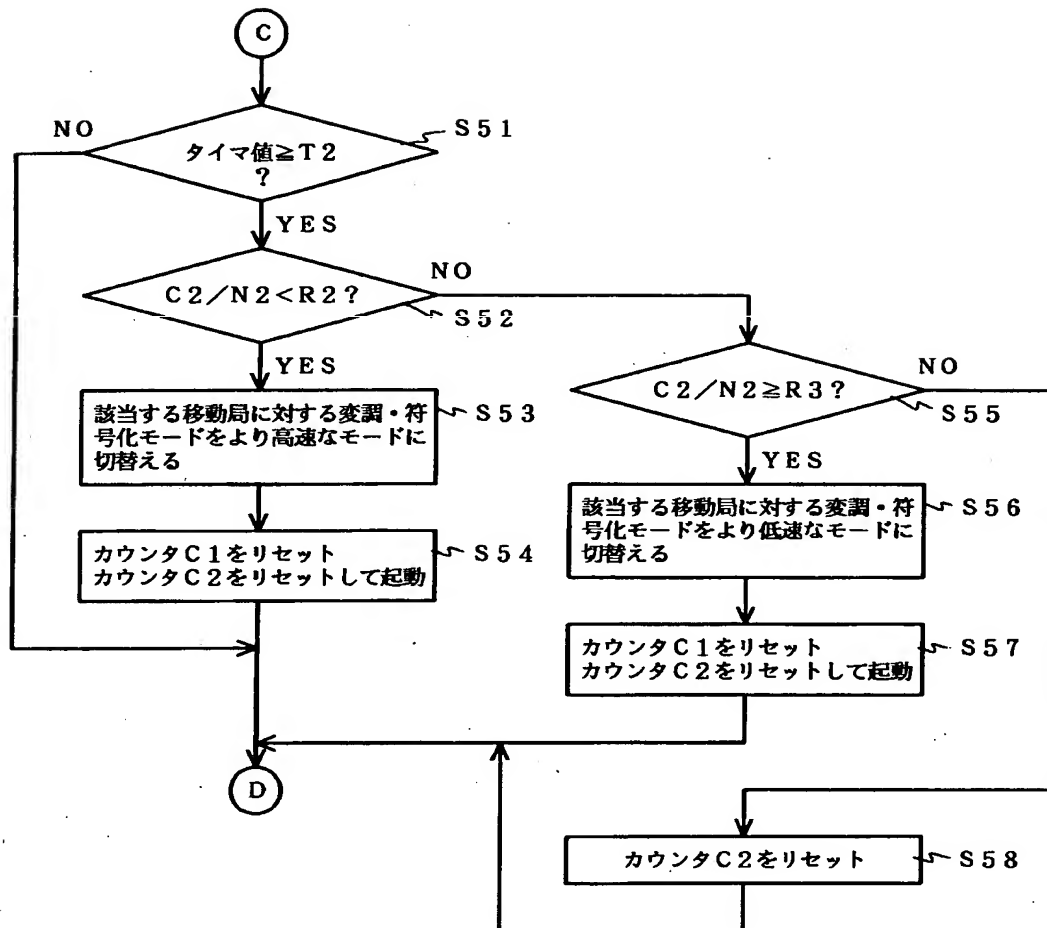 C
NO
S51
タイマ値≧T2
?
YES
NO
C2/N2<R2?
S52
YES
NO
C2/N2≧R3?
S55
該当する移動局に対する変調・符
号化モードをより高速なモードに
切替える
S53
YES
該当する移動局に対する変調・符
号化モードをより低速なモードに
切替える
S56
カウンタC1をリセット
カウンタC2をリセットして起動
S54
カウンタC1をリセット
カウンタC2をリセットして起動
S57
D
カウンタC2をリセット
S58